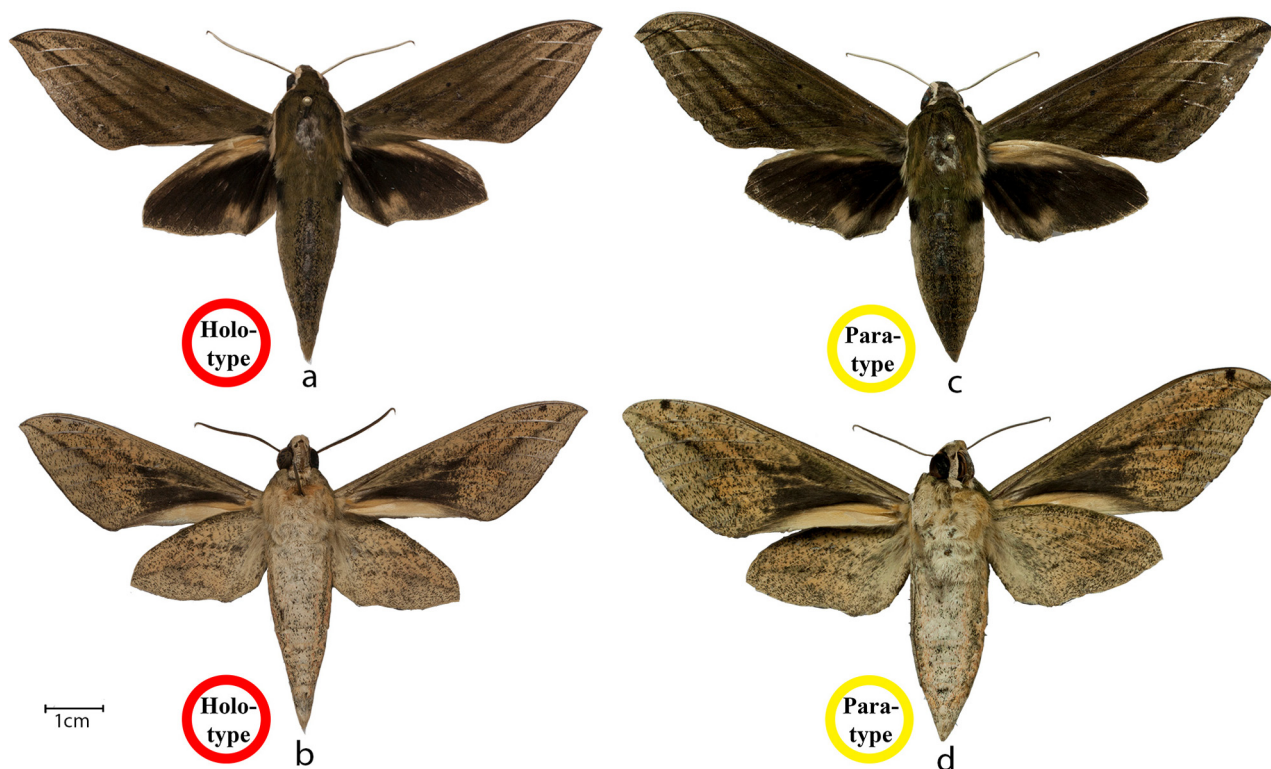 Holo-
type
a
Para-
type
c
Holo-
type
b
1cm
Para-
type
d